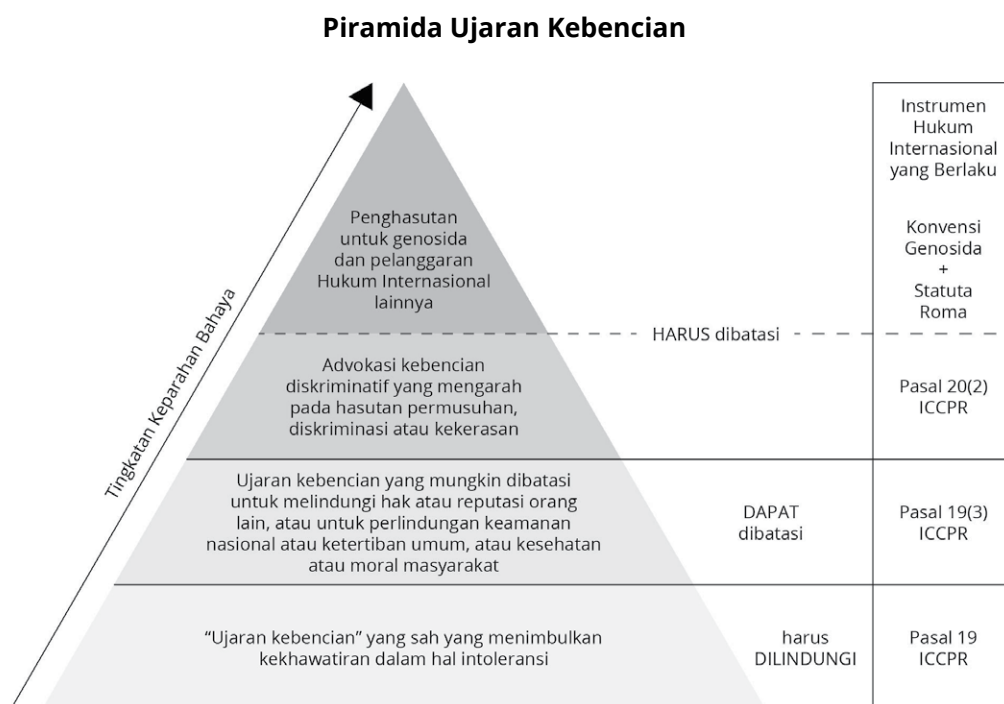 Piramida Ujaran Kebencian
Instrumen
Hukum
Internasional
yang Berlaku
Tingkatan Keparahan Bahaya
Penghasutan
untuk genosida
dan pelanggaran
Hukum Internasional
lainnya
Konvensi
Genosida
+
Statuta
Roma
HARUS dibatasi
Advokasi kebencian
diskriminatif yang mengarah
pada hasutan permusuhan,
diskriminasi atau kekerasan
Pasal 20(2)
ICCPR
Ujaran kebencian yang mungkin dibatasi
untuk melindungi hak atau reputasi orang
lain, atau untuk perlindungan keamanan
nasional atau ketertiban umum, atau kesehatan
atau moral masyarakat
DAPAT
dibatasi
Pasal 19(3)
ICCPR
“Ujaran kebencian” yang sah yang menimbulkan
kekhawatiran dalam hal intoleransi
harus
DILINDUNGI
Pasal 19
ICCPR